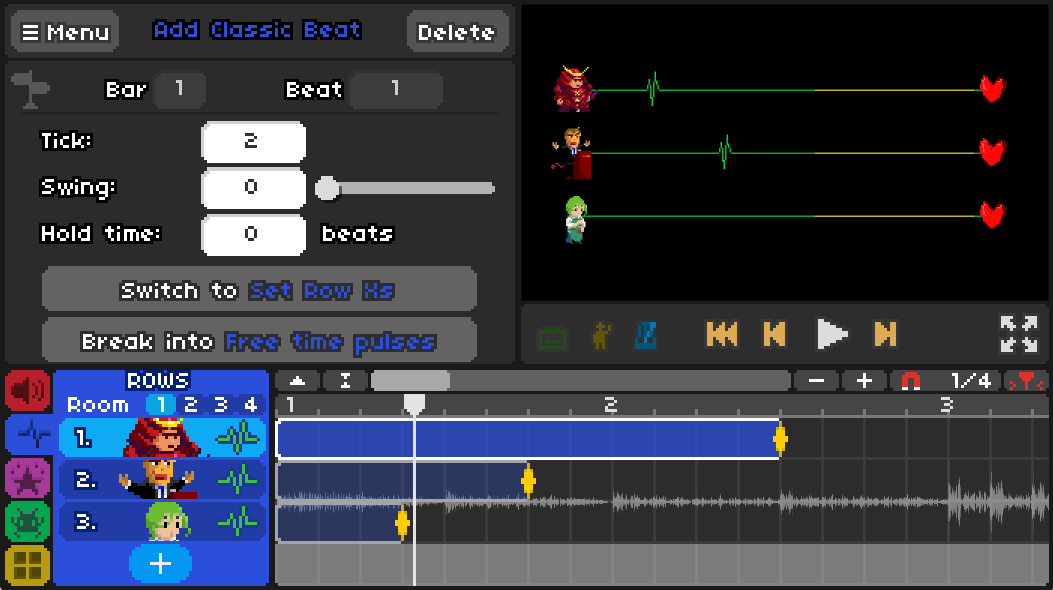 Menu
Add Classic Beat
Delete
Bar 1 Beat 1
Tick: 2
Swing: 0
Hold time: 0 beats
Switch to Set Row Xs
Break into Free time pulses
ROWS
Room 1 2 3 4
1.
2.
3.
+
− + 1/4
1 2 3